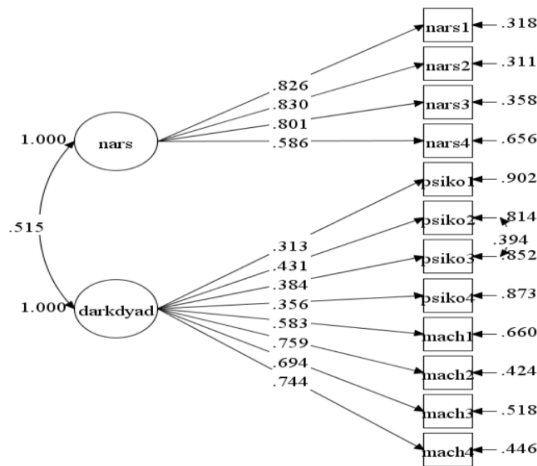 nars1
.318
nars2
.311
.826
.830
nars3
.358
.801
1.000
nars
.586
nars4
.656
psiko1
.902
.515
psiko2
.814
.313
.394
.431
psiko3
.852
.384
1.000
darkdyad
.356
psiko4
.873
.583
mach1
.660
.759
.694
mach2
.424
.744
mach3
.518
mach4
.446